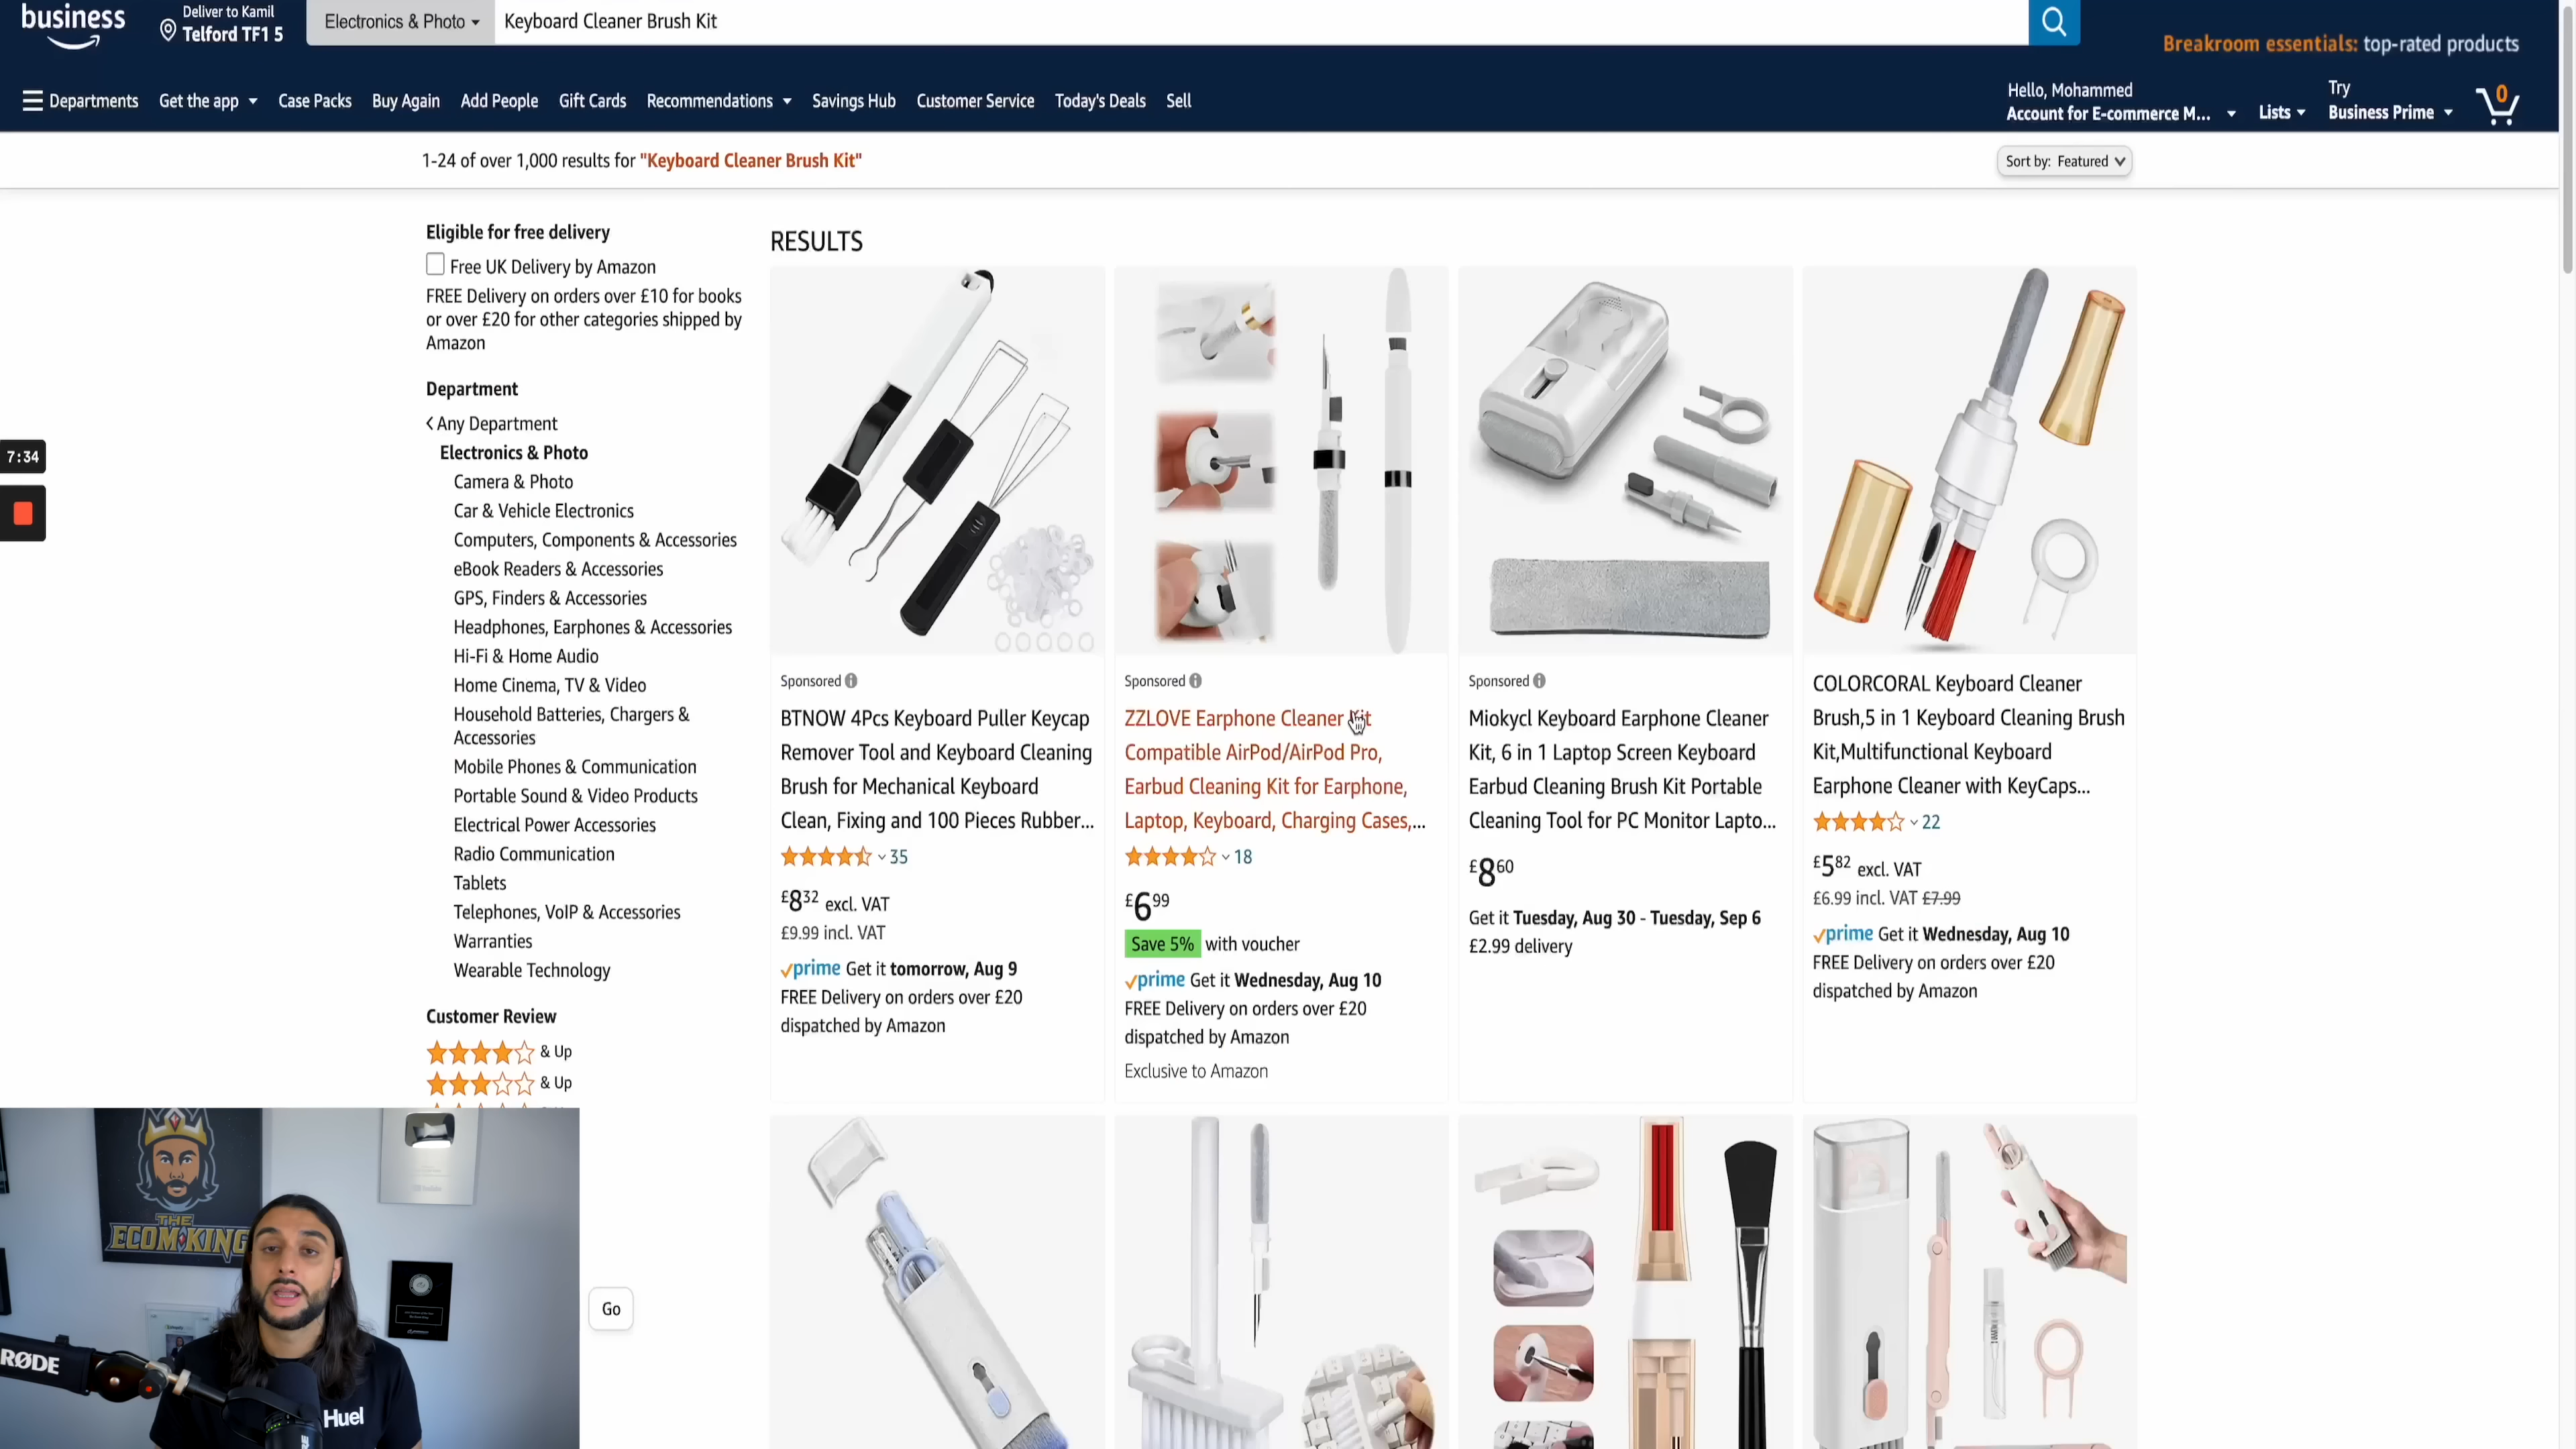 business
Deliver to Kamil
Telford TF1 5
Electronics & Photo
Keyboard Cleaner Brush Kit
Breakroom essentials: top-rated products
Departments
Get the app
Case Packs
Buy Again
Add People
Gift Cards
Recommendations
Savings Hub
Customer Service
Today's Deals
Sell
Hello, Mohammed
Account for E-commerce M...
Lists
Try
Business Prime
0
1-24 of over 1,000 results for "Keyboard Cleaner Brush Kit"
Sort by: Featured
Eligible for free delivery
Free UK Delivery by Amazon
FREE Delivery on orders over £10 for books
or over £20 for other categories shipped by
Amazon
Department
Any Department
Electronics & Photo
Camera & Photo
Car & Vehicle Electronics
Computers, Components & Accessories
eBook Readers & Accessories
GPS, Finders & Accessories
Headphones, Earphones & Accessories
Hi-Fi & Home Audio
Home Cinema, TV & Video
Household Batteries, Chargers &
Accessories
Mobile Phones & Communication
Portable Sound & Video Products
Electrical Power Accessories
Radio Communication
Tablets
Telephones, VoIP & Accessories
Warranties
Wearable Technology
Customer Review
& Up
& Up
7:34
RESULTS
Sponsored
BTNOW 4Pcs Keyboard Puller Keycap
Remover Tool and Keyboard Cleaning
Brush for Mechanical Keyboard
Clean, Fixing and 100 Pieces Rubber...
35
£8.32 excl. VAT
£9.99 incl. VAT
prime Get it tomorrow, Aug 9
FREE Delivery on orders over £20
dispatched by Amazon
Sponsored
ZZLOVE Earphone Cleaner Kit
Compatible AirPod/AirPod Pro,
Earbud Cleaning Kit for Earphone,
Laptop, Keyboard, Charging Cases,...
18
£6.99
Save 5% with voucher
prime Get it Wednesday, Aug 10
FREE Delivery on orders over £20
dispatched by Amazon
Exclusive to Amazon
Sponsored
Miokycl Keyboard Earphone Cleaner
Kit, 6 in 1 Laptop Screen Keyboard
Earbud Cleaning Brush Kit Portable
Cleaning Tool for PC Monitor Lapto...
£8.60
Get it Tuesday, Aug 30 - Tuesday, Sep 6
£2.99 delivery
COLORCORAL Keyboard Cleaner
Brush,5 in 1 Keyboard Cleaning Brush
Kit,Multifunctional Keyboard
Earphone Cleaner with KeyCaps...
22
£5.82 excl. VAT
£6.99 incl. VAT £7.99
prime Get it Wednesday, Aug 10
FREE Delivery on orders over £20
dispatched by Amazon
Go
THE
ECOM KING
RØDE
Huel